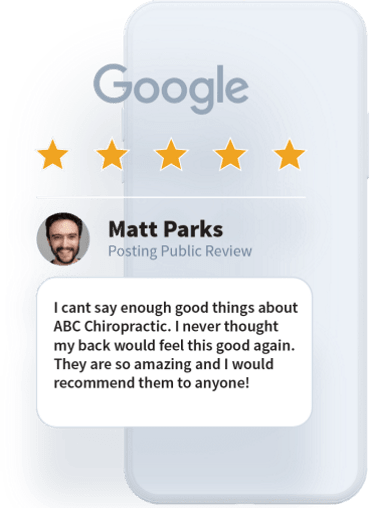 Google
Matt Parks
Posting Public Review
I cant say enough good things about
ABC Chiropractic. I never thought
my back would feel this good again.
They are so amazing and I would
recommend them to anyone!